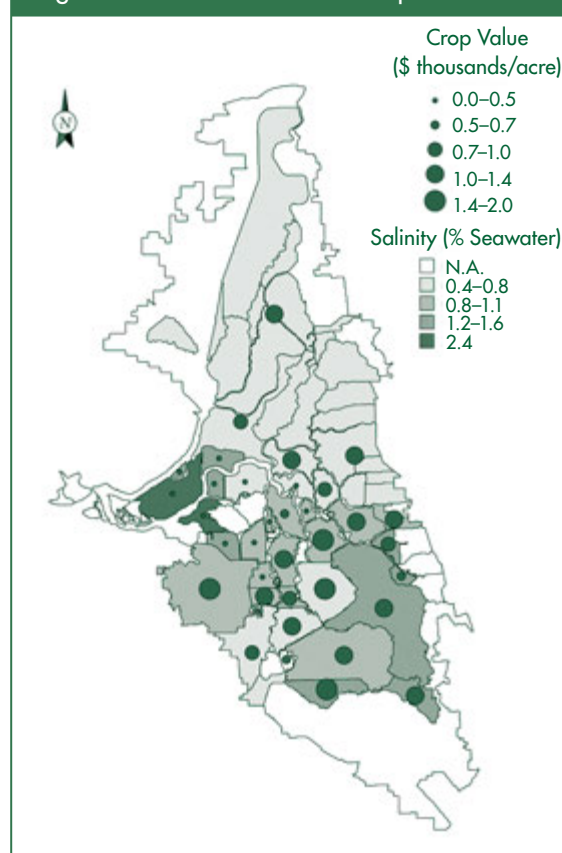 N
Crop Value
($ thousands/acre)
0.0–0.5
0.5–0.7
0.7–1.0
1.0–1.4
1.4–2.0
Salinity (% Seawater)
N.A.
0.4–0.8
0.8–1.1
1.2–1.6
2.4